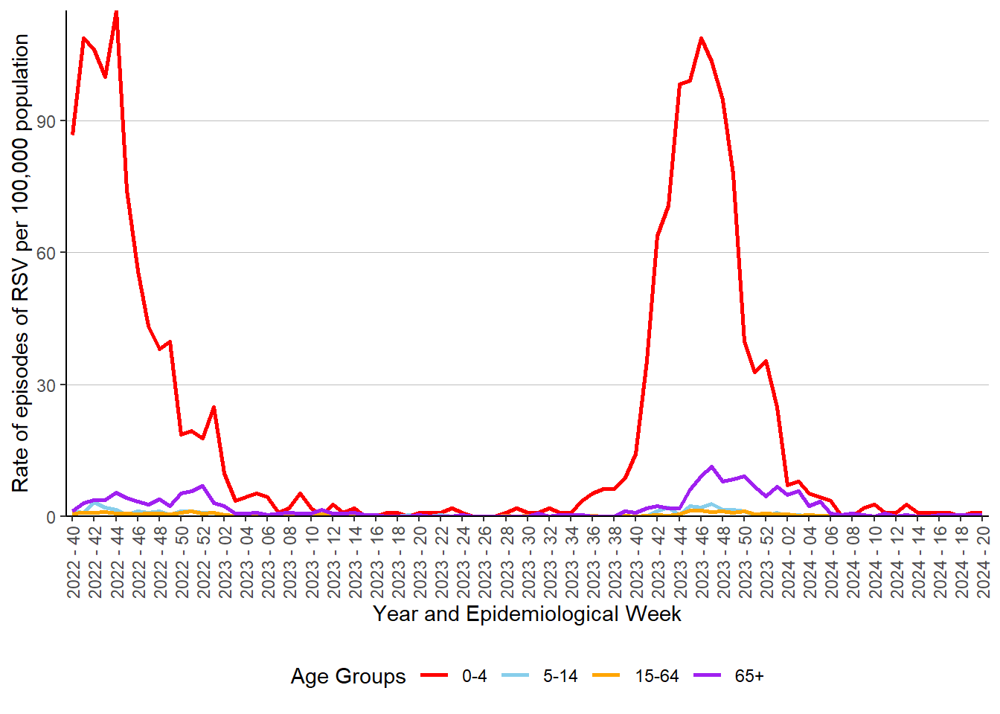 Rate of episodes of RSV per 100,000 population
90
60
30
0
2022 - 40
2022 - 42
2022 - 44
2022 - 46
2022 - 48
2022 - 50
2022 - 52
2023 - 02
2023 - 04
2023 - 06
2023 - 08
2023 - 10
2023 - 12
2023 - 14
2023 - 16
2023 - 18
2023 - 20
2023 - 22
2023 - 24
2023 - 26
2023 - 28
2023 - 30
2023 - 32
2023 - 34
2023 - 36
2023 - 38
2023 - 40
2023 - 42
2023 - 44
2023 - 46
2023 - 48
2023 - 50
2023 - 52
2024 - 02
2024 - 04
2024 - 06
2024 - 08
2024 - 10
2024 - 12
2024 - 14
2024 - 16
2024 - 18
2024 - 20
Year and Epidemiological Week
Age Groups 0-4 5-14 15-64 65+